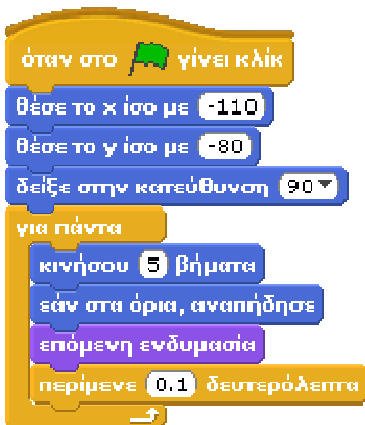 όταν στο γίνει κλίκ
θέσε το x ίσο με -110
θέσε το y ίσο με -80
δείξε στην κατεύθυνση 90
για πάντα
κινήσου 5 βήματα
εάν στα όρια, αναπήδησε
επόμενη ενδυμασία
περίμενε 0.1 δευτερόλεπτα